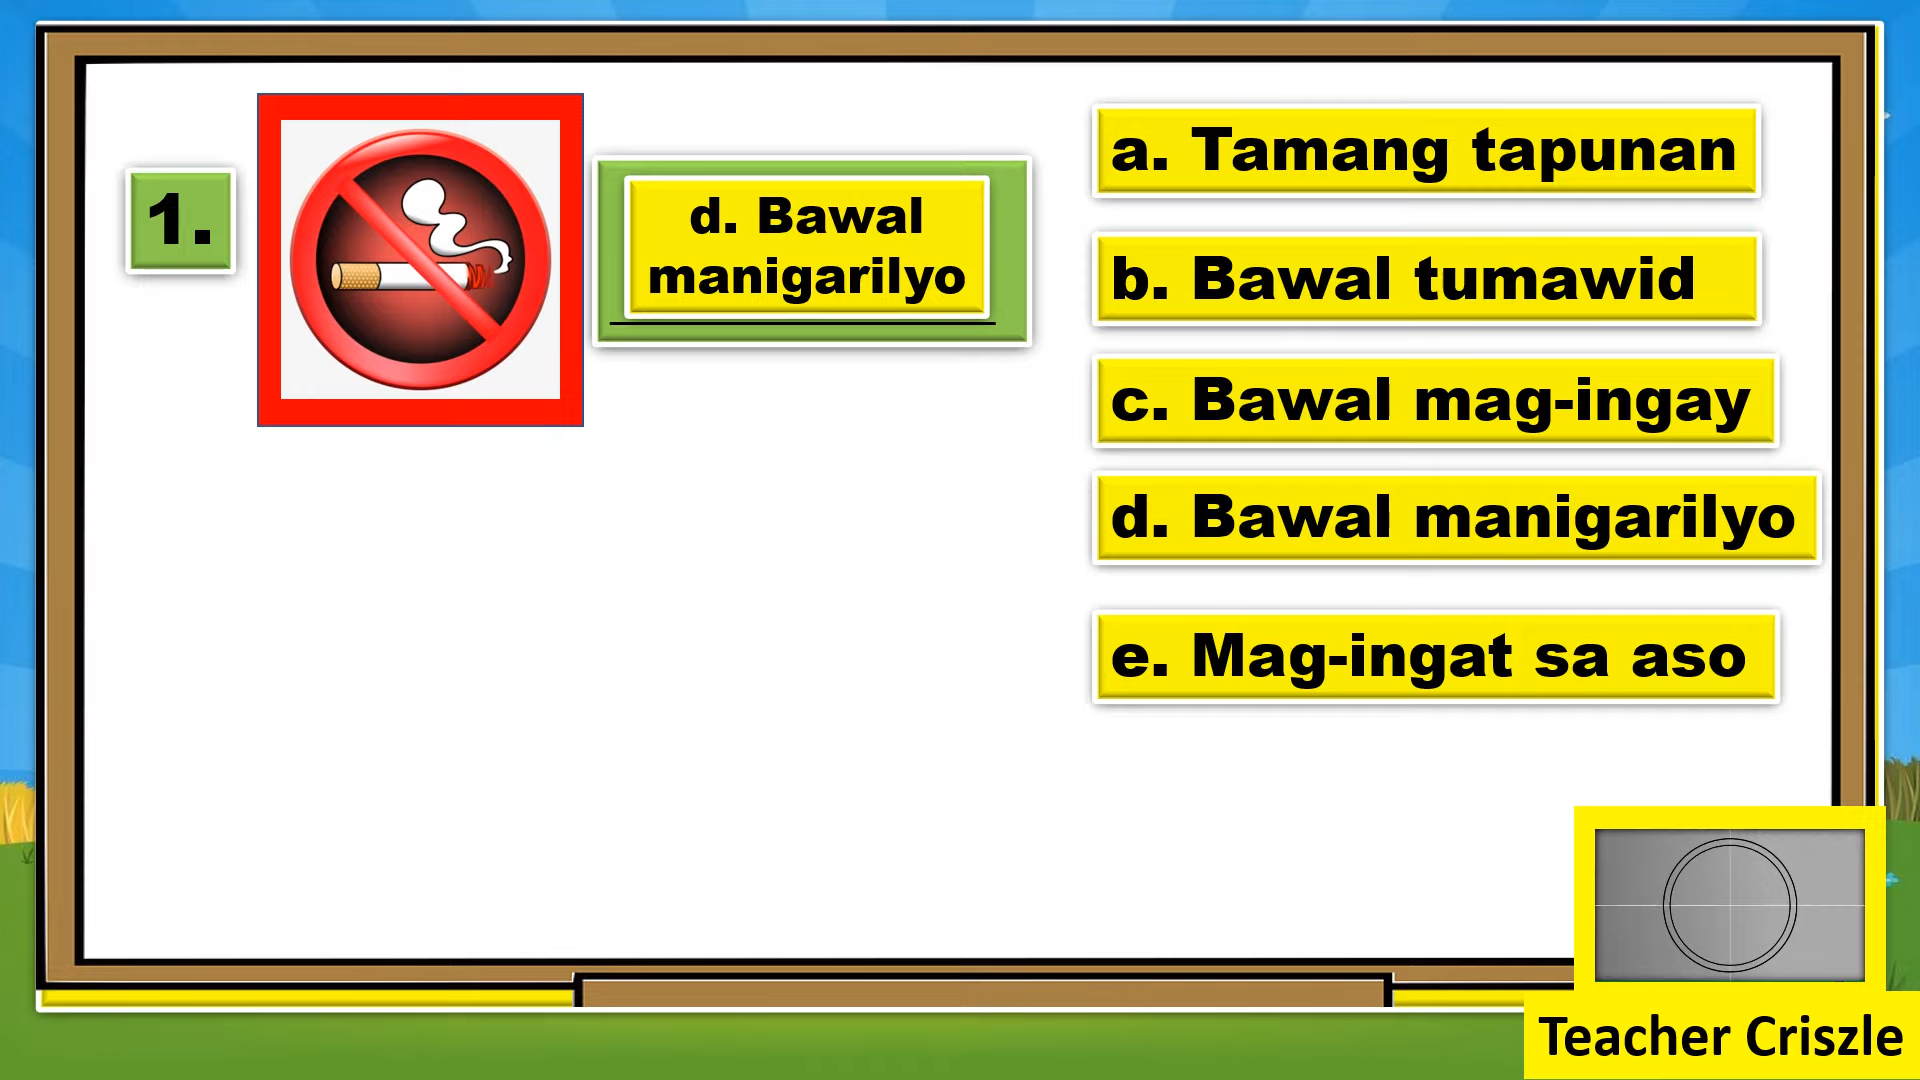 1.
d. Bawal
manigarilyo
a. Tamang tapunan
b. Bawal tumawid
c. Bawal mag-ingay
d. Bawal manigarilyo
e. Mag-ingat sa aso
Teacher Criszle